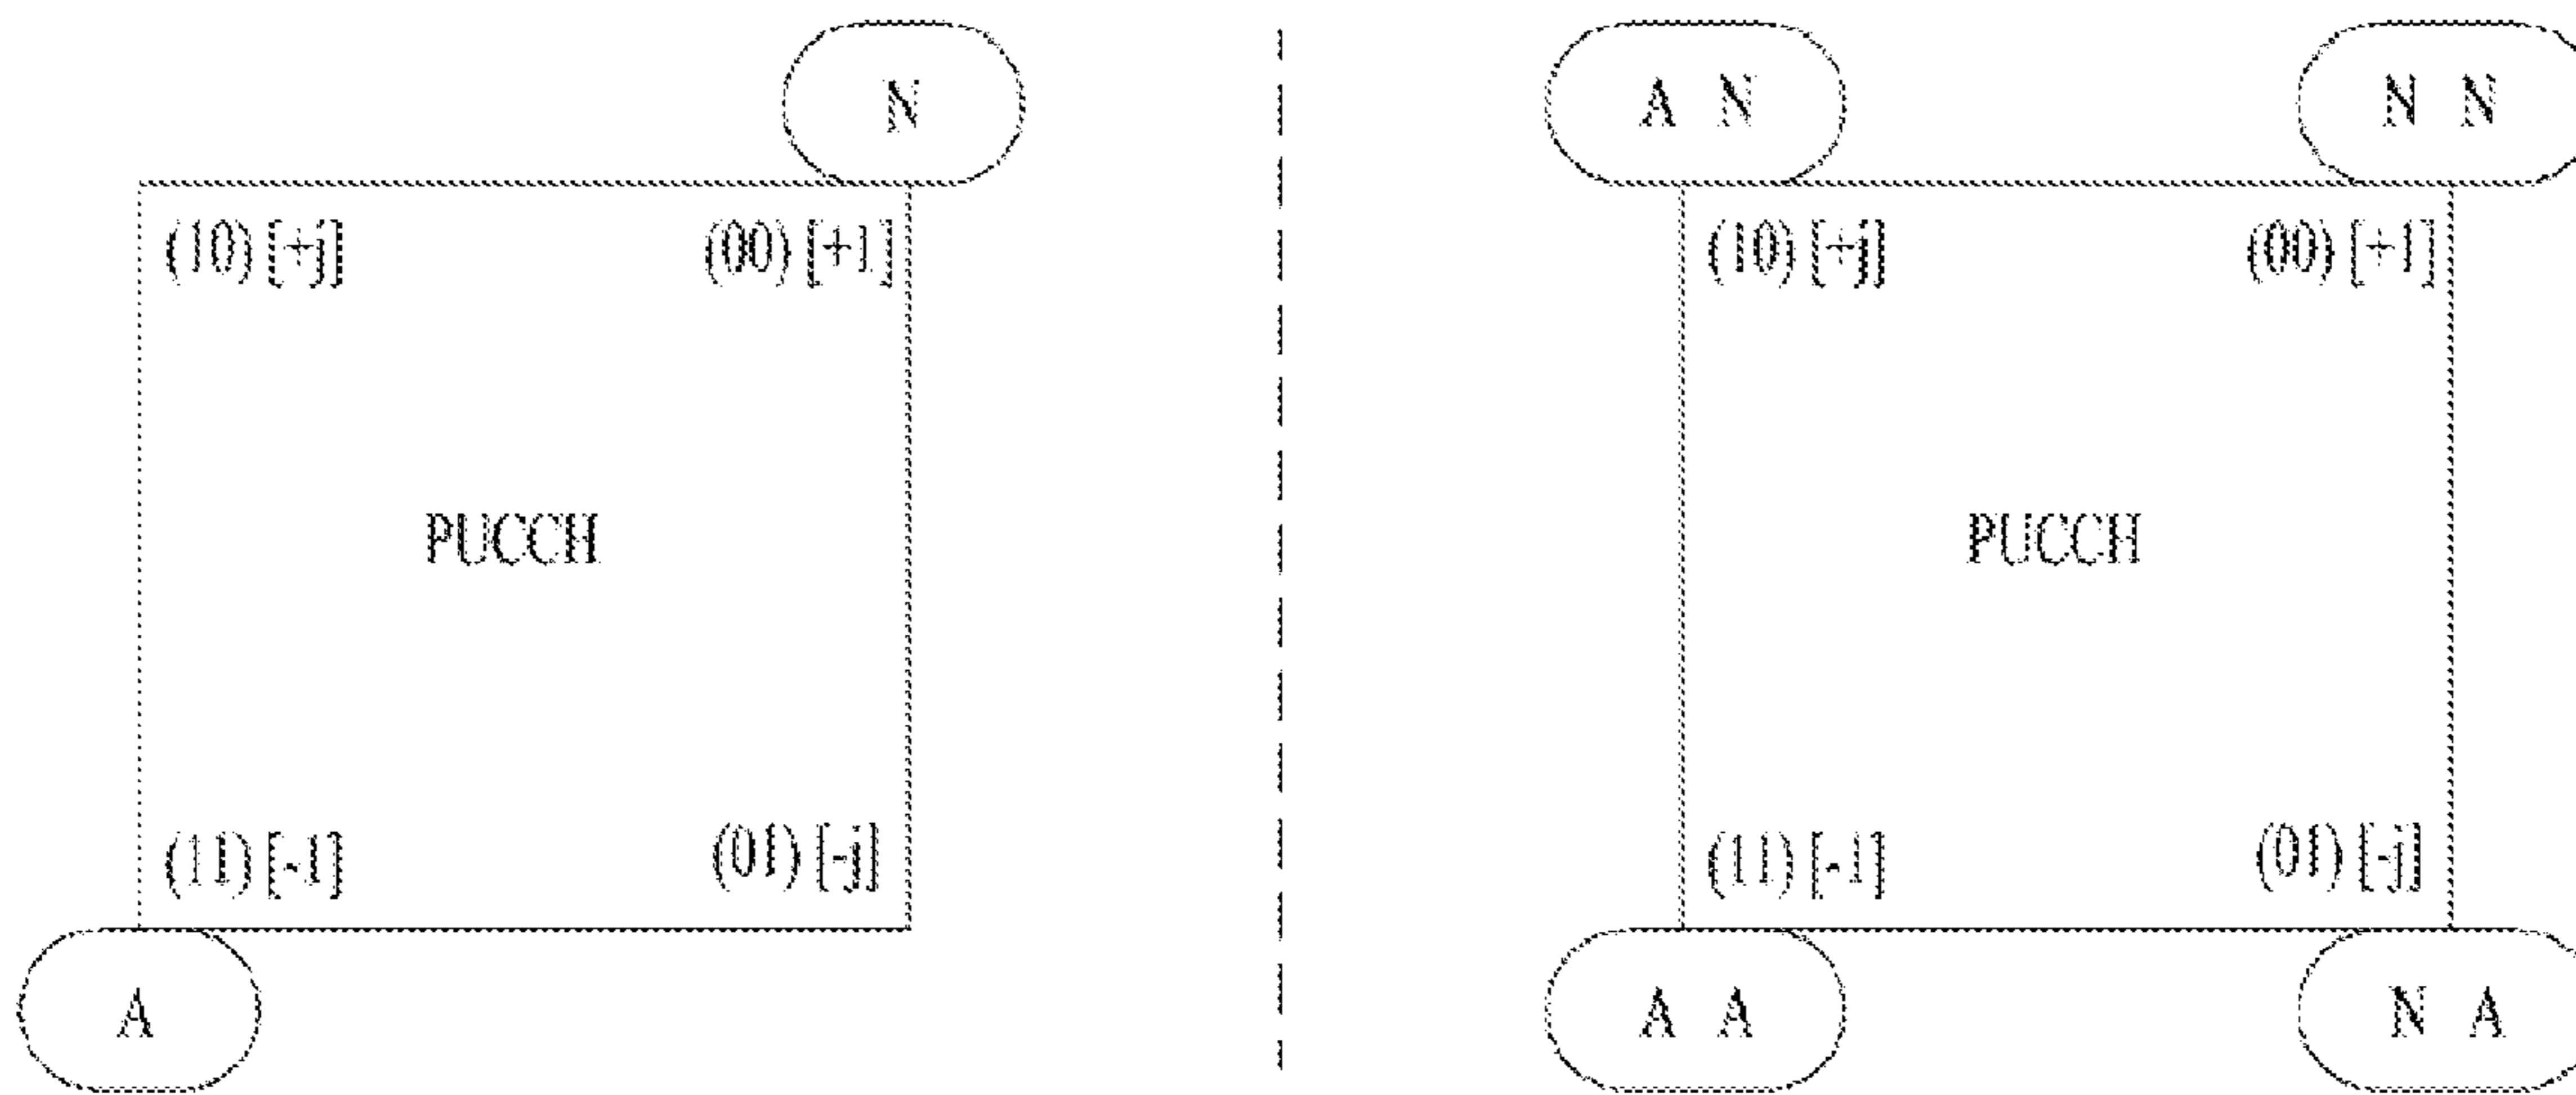 N
(10) [+j] (00) [+1]
PUCCH
(11) [-1] (01) [-j]
A
A N N N
(10) [+j] (00) [+1]
PUCCH
(11) [-1] (01) [-j]
A A N A